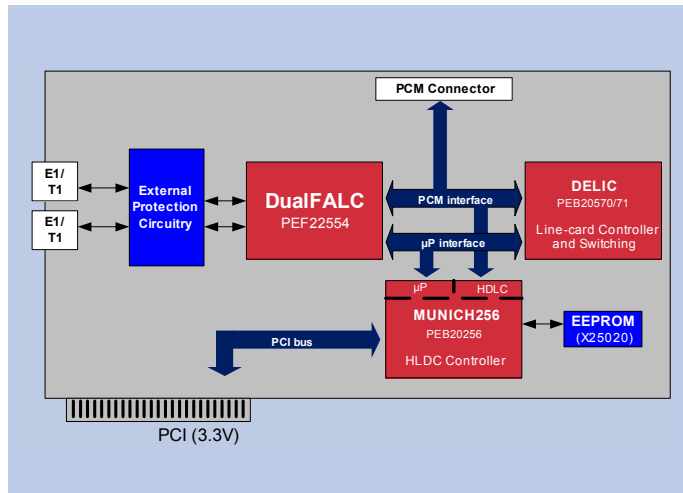 PCM Connector
E1/
T1
E1/
T1
External
Protection
Circuitry
DualFALC
PEF22554
PCM interface
µP interface
DELIC
PEB20570/71
Line-card Controller
and Switching
µP
HDLC
MUNICH256
PEB20256
HLDC Controller
EEPROM
(X25020)
PCI bus
PCI (3.3V)